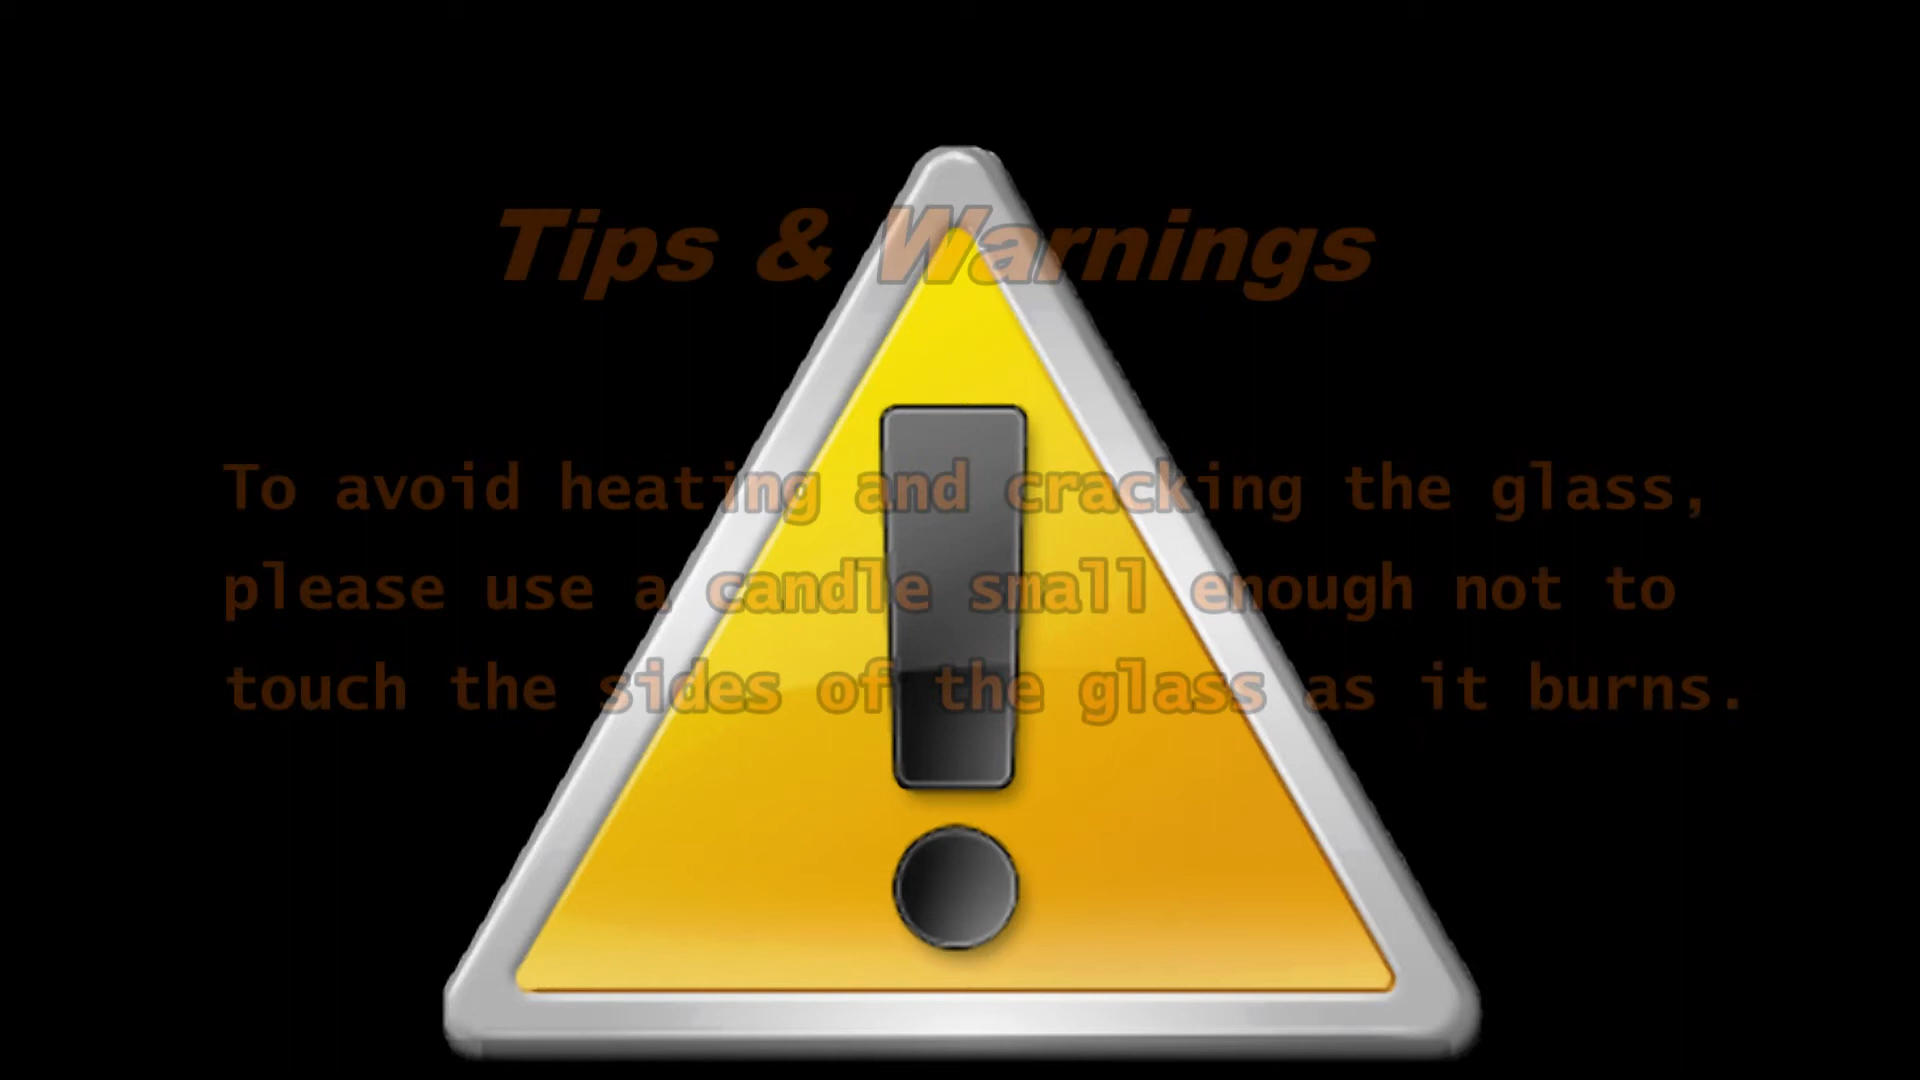 Tips & Warnings
To avoid heating and cracking the glass,
please use a candle small enough not to
touch the sides of the glass as it burns.